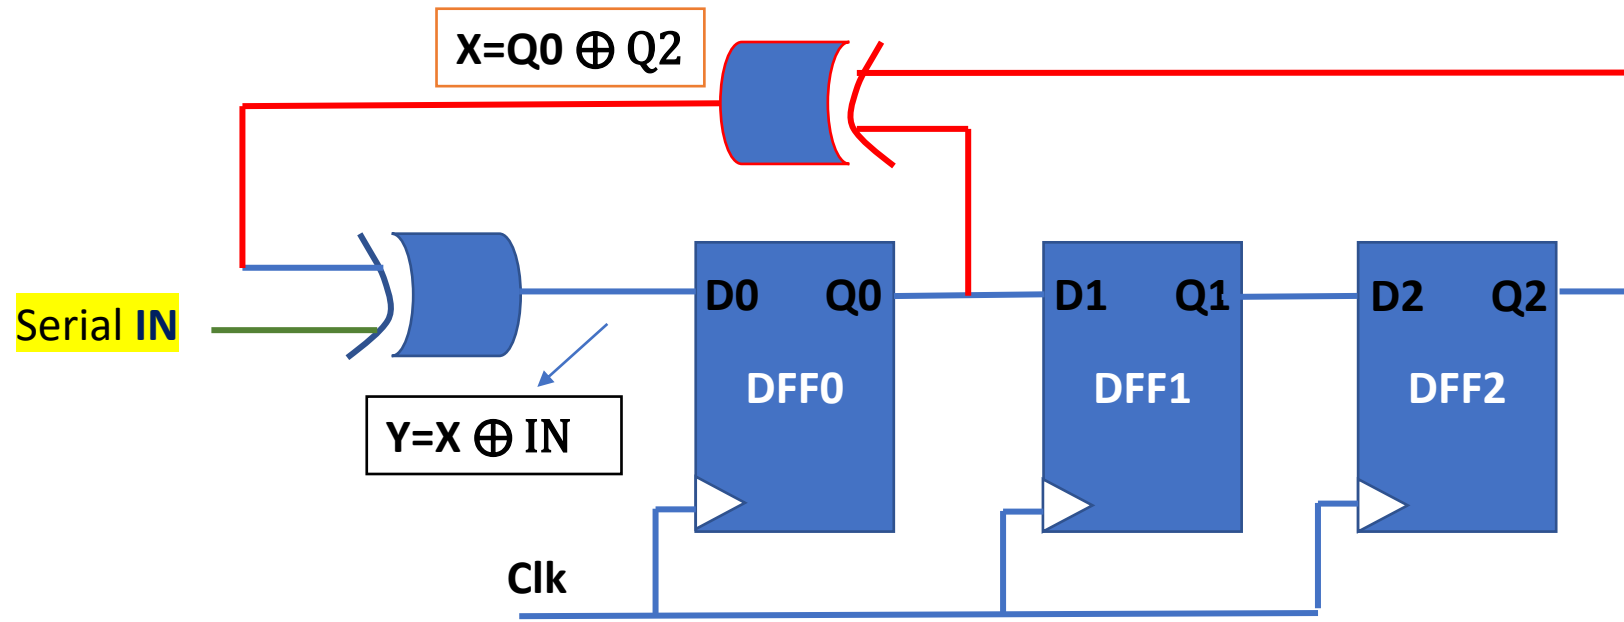 X=Q0 ⊕ Q2
Serial IN
D0 Q0 D1 Q1 D2 Q2
DFF0 DFF1 DFF2
Y=X ⊕ IN
Clk